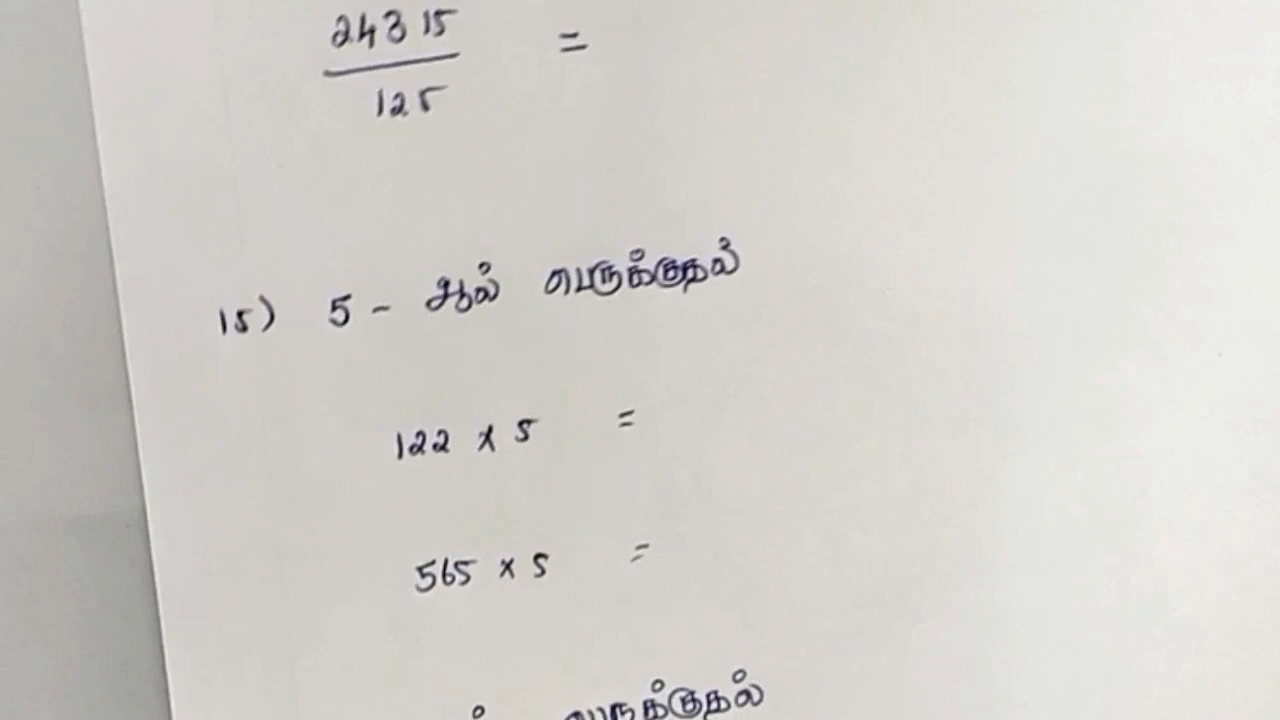 24315 =
125
15) 5 - ஆல் பெருக்குதல்
122 x 5 =
565 x 5 =
பெருக்குதல்